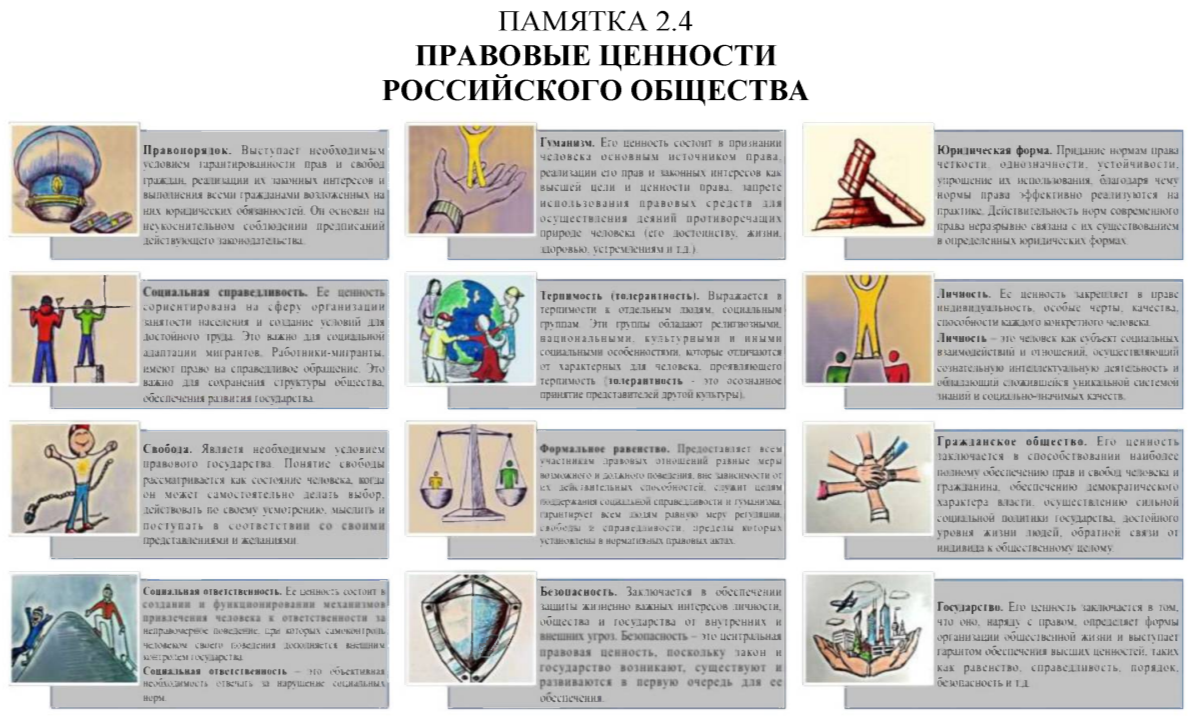 ПАМЯТКА 2.4
ПРАВОВЫЕ ЦЕННОСТИ
РОССИЙСКОГО ОБЩЕСТВА
Правопорядок. Выступает необходимым
условием гарантированности прав и свобод
граждан, реализации их законных интересов и
выполнения всеми гражданами возложенных на
них юридических обязанностей. Он основан на
неукоснительном соблюдении предписаний
действующего законодательства.
Гуманизм. Его ценность состоит в признании
человека основным источником права,
реализации его прав и законных интересов как
высшей цели и ценности права, запрете
использования правовых средств для
осуществления деяний противоречащих
природе человека (его достоинству, жизни,
здоровью, устремлениям и т.д.)
Юридическая форма. Придание нормам права
четкости, однозначности, устойчивости,
упрощение их использования, благодаря чему
нормы права эффективно реализуются на
практике. Действительность норм современного
права неразрывно связана с их существованием
в определенных юридических формах.
Социальная справедливость. Ее ценность
сориентирована на сферу организации
занятости населения и создание условий для
достойного труда. Это важно для социальной
адаптации мигрантов. Работники-мигранты,
имеют право на справедливое обращение. Это
важно для сохранения структуры общества,
обеспечения развития государства.
Терпимость (толерантность). Выражается в
терпимости к отдельным людям, социальным
группам. Эти группы обладают религиозными,
национальными, культурными и иными
социальными особенностями, которые отличаются
от характерных для человека, проявляющего
терпимость (толерантность - это осознанное
принятие представителей другой культуры).
Личность. Ее ценность закрепляет в праве
индивидуальность, особые черты, качества,
способности каждого конкретного человека.
Личность – это человек как субъект социальных
взаимодействий и отношений, осуществляющий
сознательную интеллектуальную деятельность и
обладающий сложившейся уникальной системой
знаний и социально-значимых качеств.
Свобода. Являетя необходимым условием
правового государства. Понятие свободы
рассматривается как состояние человека, когда
он может самостоятельно делать выбор,
действовать по своему усмотрению, мыслить и
поступать в соответствии со своими
представлениями и желаниями.
Формальное равенство. Предоставляет всем
участникам правовых отношений равные меры
возможного и должного поведения, вне зависимости от
их действительных способностей, служит целям
поддержания социальной справедливости и гуманизма,
гарантирует всем людям равную меру регуляции,
свободы и справедливости, пределы которых
установлены в нормативных правовых актах.
Гражданское общество. Его ценность
заключается в способствовании наиболее
полному обеспечению прав и свобод человека и
гражданина, обеспечению демократического
характера власти, осуществлению сильной
социальной политики государства, достойного
уровня жизни людей, обратной связи от
индивида к общественному целому.
Социальная ответственность. Ее ценность состоит в
создании и функционировании механизмов
привлечения человека к ответственности за
неправомерное поведение, при которых самоконтроль
человеком своего поведения дополняется внешним
контролем государства.
Социальная ответственность – это объективная
необходимость отвечать за нарушение социальных
норм.
Безопасность. Заключается в обеспечении
защиты жизненно важных интересов личности,
общества и государства от внутренних и
внешних угроз. Безопасность – это центральная
правовая ценность, поскольку закон и
государство возникают, существуют и
развиваются в первую очередь для ее
обеспечения.
Государство. Его ценность заключается в том,
что оно, наряду с правом, определяет формы
организации общественной жизни и выступает
гарантом обеспечения высших ценностей, таких
как равенство, справедливость, порядок,
безопасность и т.д.